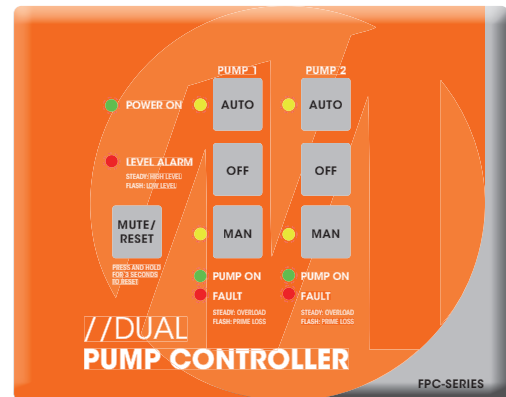 PUMP 1
PUMP 2
POWER ON
AUTO
AUTO
LEVEL ALARM
STEADY: HIGH LEVEL
FLASH: LOW LEVEL
OFF
OFF
MUTE/
RESET
MAN
MAN
PRESS AND HOLD
FOR 3 SECONDS
TO RESET
PUMP ON
FAULT
STEADY: OVERLOAD
FLASH: PRIME LOSS
PUMP ON
FAULT
STEADY: OVERLOAD
FLASH: PRIME LOSS
//DUAL
PUMP CONTROLLER
FPC-SERIES